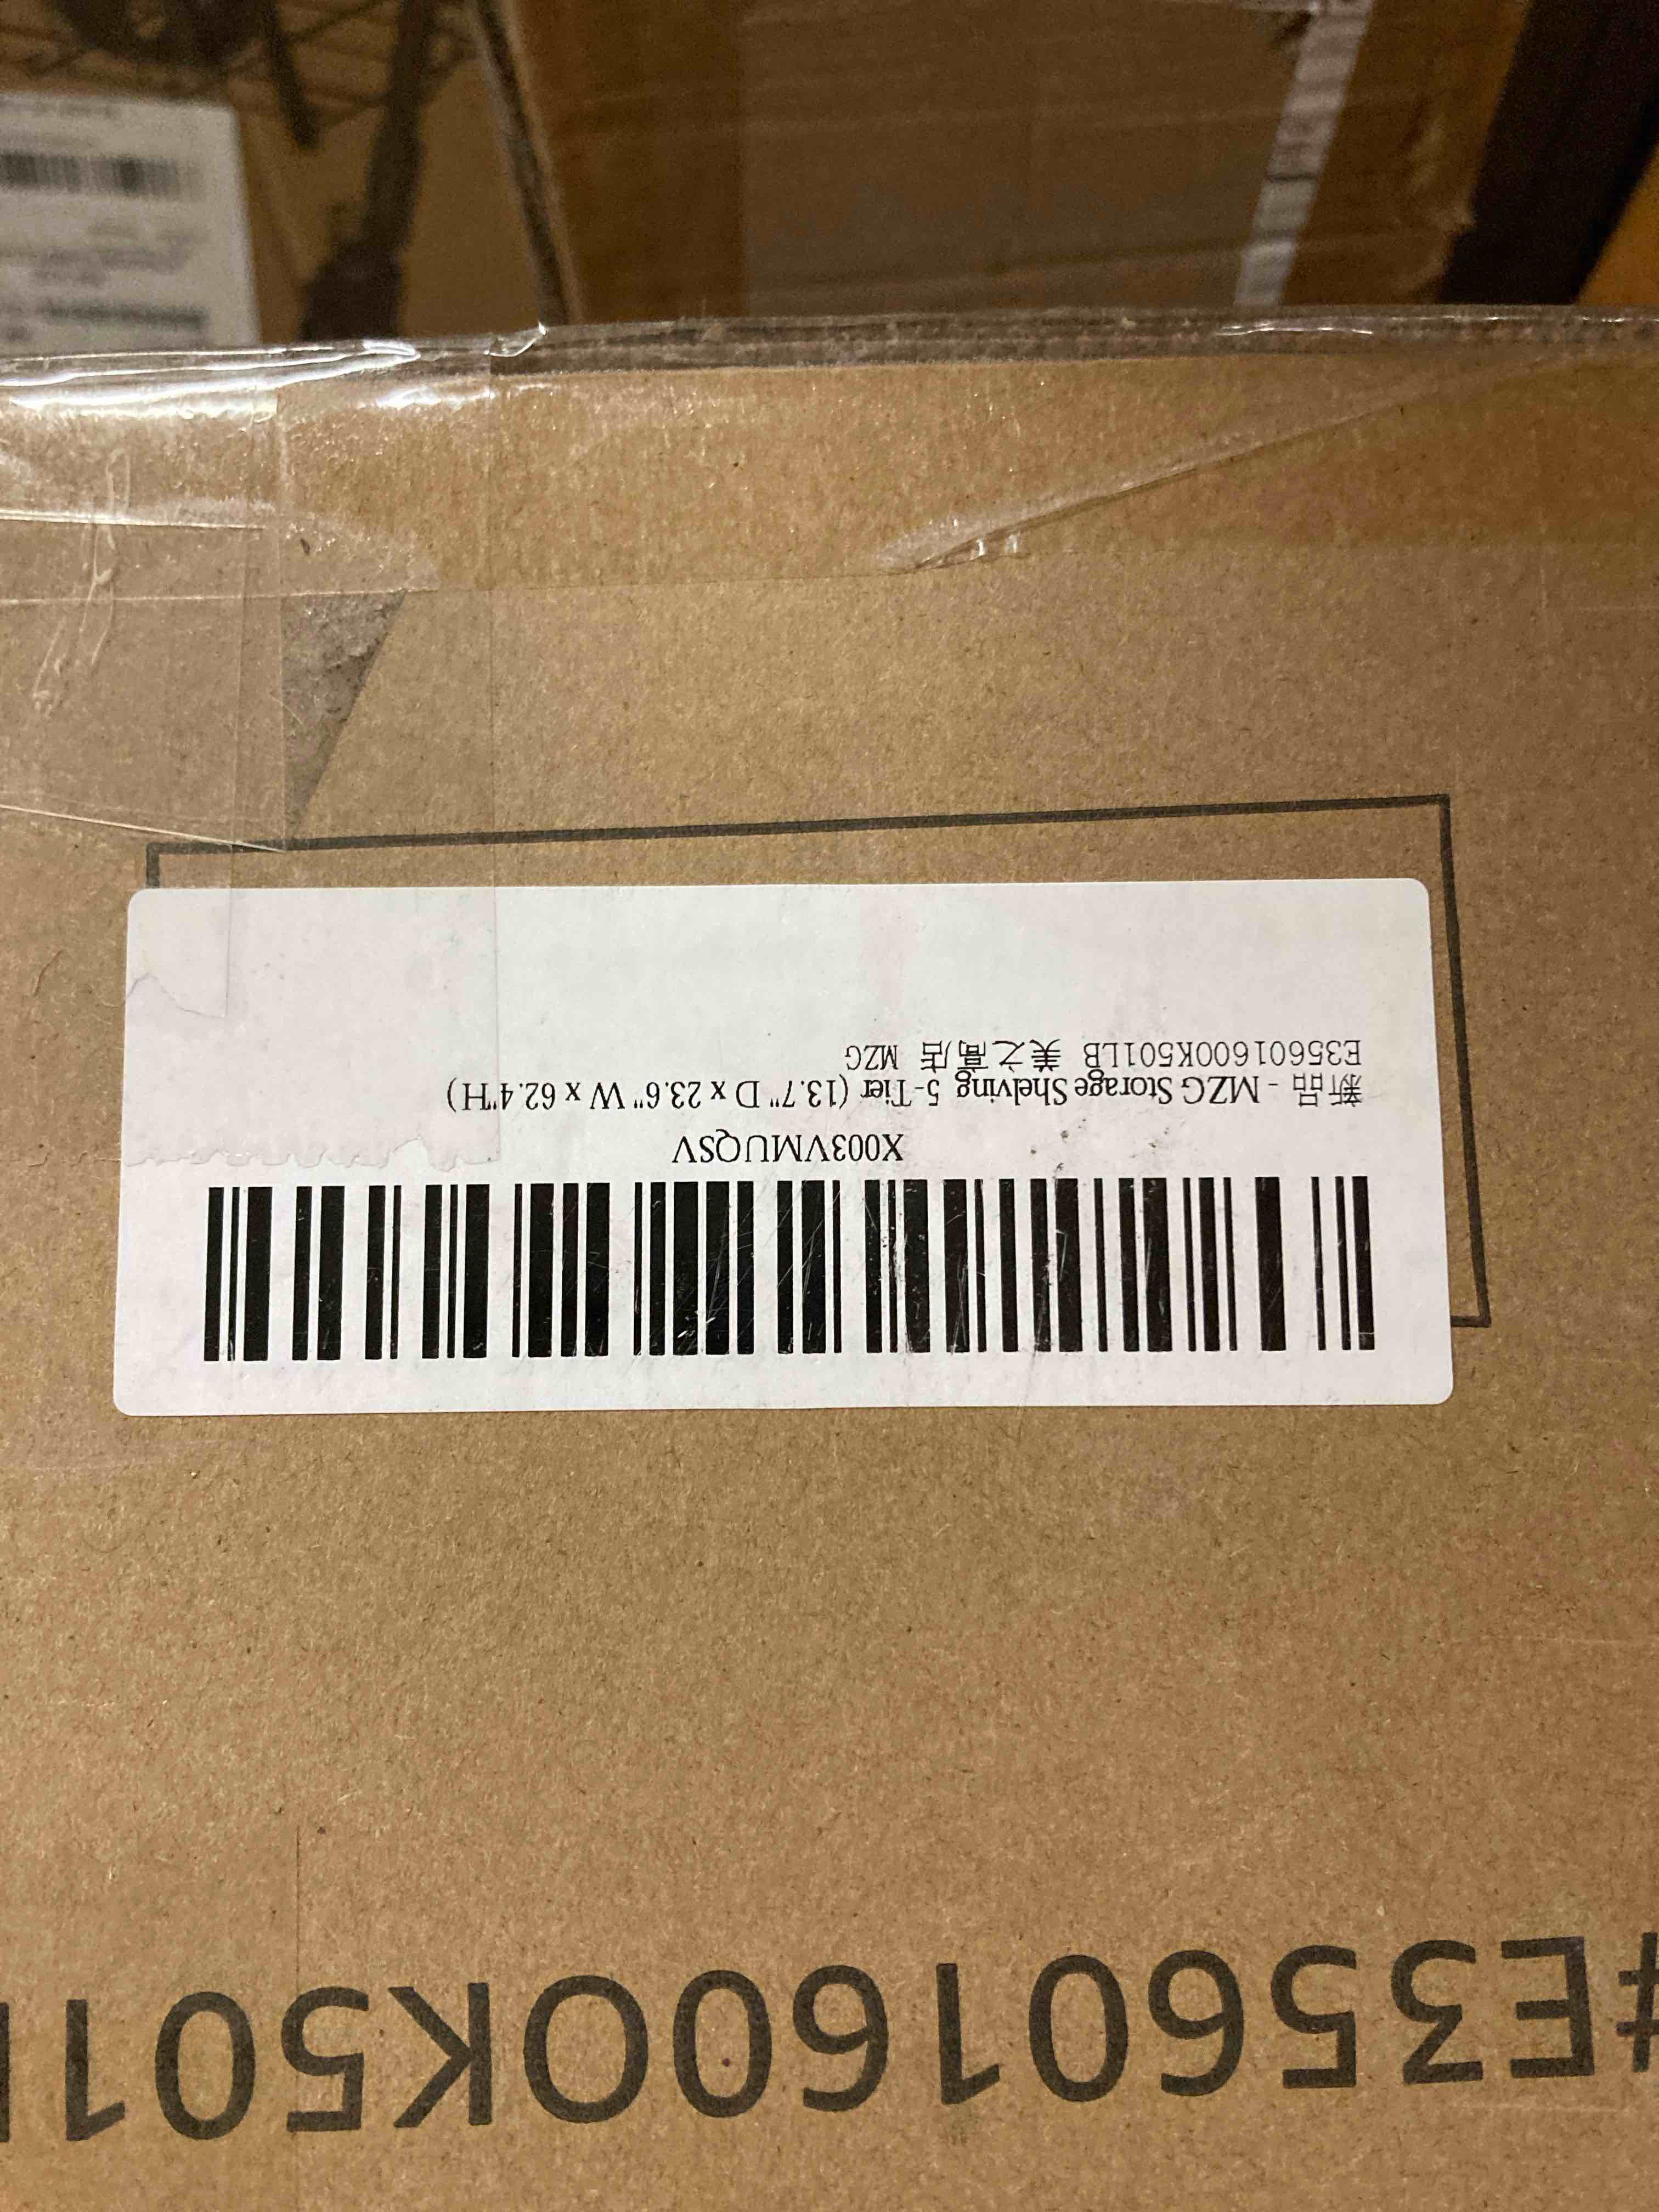 X003VMUQSV
新品 - MZG Storage Shelving 5-Tier (13.7" D x 23.6" W x 62.4"H)
E35601600K501LB 美之高店 MZG
#E35601600K501